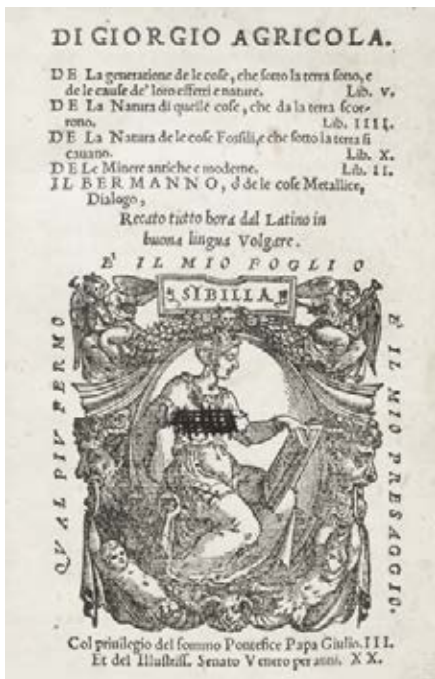 DI GIORGIO AGRICOLA.
DE La generatione de le cose, che sotto la terra sono, e
de le cause de' loro effetti e nature. Lib. V.
DE La Natura di quelle cose, che da la terra scor-
rono. Lib. IIII.
DE La Natura de le cose Fossili, e che sotto la terra si
cauano. Lib. X.
DE Le Minere antiche e moderne. Lib. II.
IL BERMANNO, ò de le cose Metallice,
Dialogo,
Recato tutto hora dal Latino in
buona lingua Volgare.
E' IL MIO FOGLIO
SIBILLA
QVAL PIV FERMO
E' IL MIO PRESAGGIO.
Col priuilegio del sommo Pontefice Papa Giulio. III.
Et del Illustriss. Senato Veneto per anni. XX.